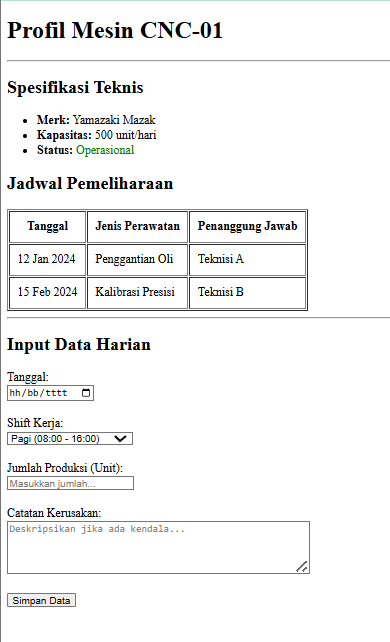 Profil Mesin CNC-01
Spesifikasi Teknis
Merk: Yamazaki Mazak
Kapasitas: 500 unit/hari
Status: Operasional
Jadwal Pemeliharaan
Tanggal Jenis Perawatan Penanggung Jawab
12 Jan 2024 Penggantian Oli Teknisi A
15 Feb 2024 Kalibrasi Presisi Teknisi B
Input Data Harian
Tanggal:
hh/bb/tttt
Shift Kerja:
Pagi (08:00 - 16:00)
Jumlah Produksi (Unit):
Masukkan jumlah...
Catatan Kerusakan:
Deskripsikan jika ada kendala...
Simpan Data